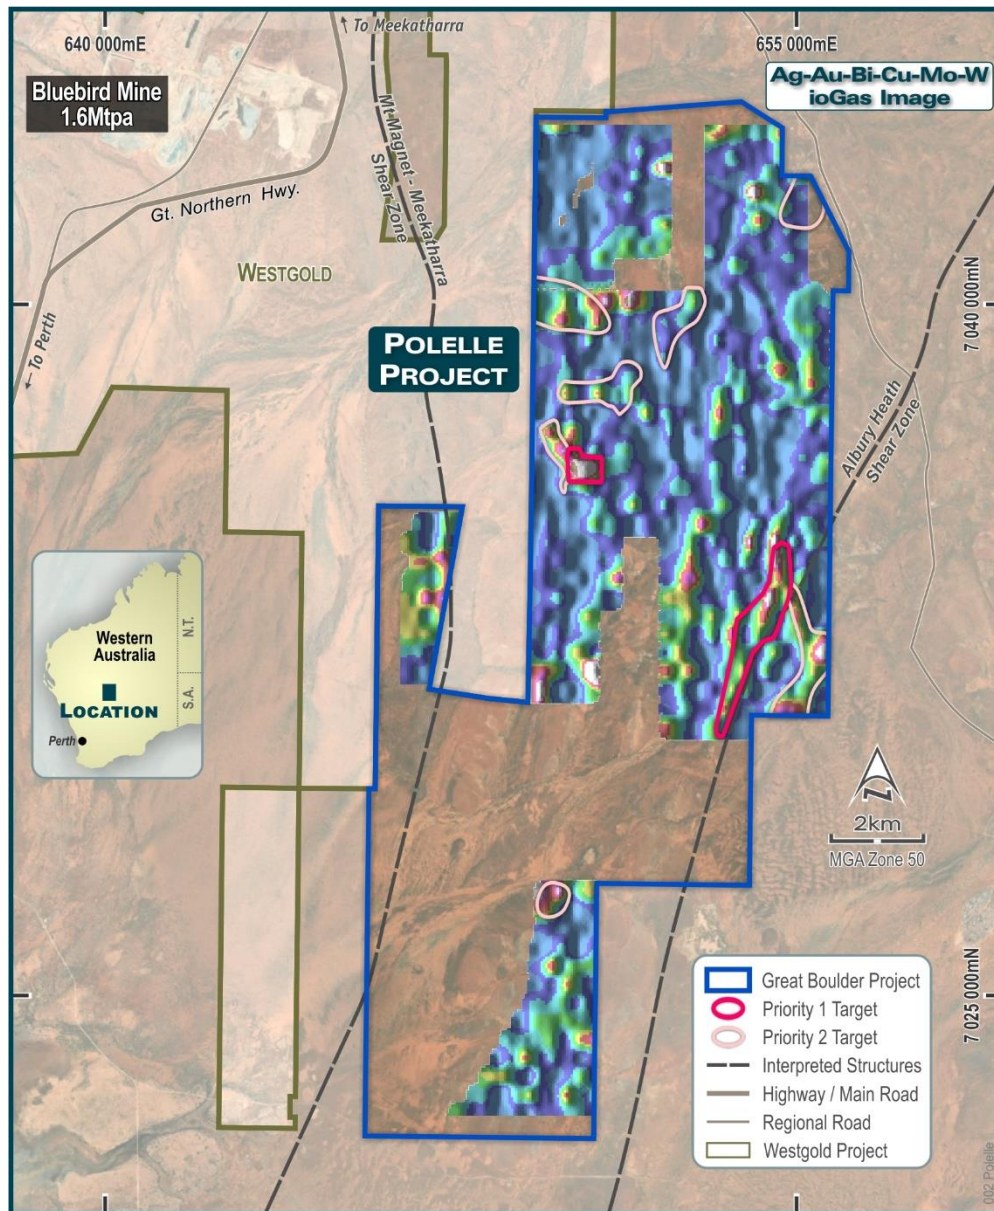 640 000mE
To Meekatharra
655 000mE
Bluebird Mine
1.6Mtpa
Ag-Au-Bi-Cu-Mo-W
ioGas Image
Mt Magnet - Meekatharra
Shear Zone
Gt. Northern Hwy.
WESTGOLD
To Perth
7 040 000mN
POLELLE
PROJECT
Albury Heath
Shear Zone
Western
Australia
N.T.
S.A.
LOCATION
Perth
N
2km
MGA Zone 50
7 025 000mN
Great Boulder Project
Priority 1 Target
Priority 2 Target
Interpreted Structures
Highway / Main Road
Regional Road
Westgold Project
002 Polelle